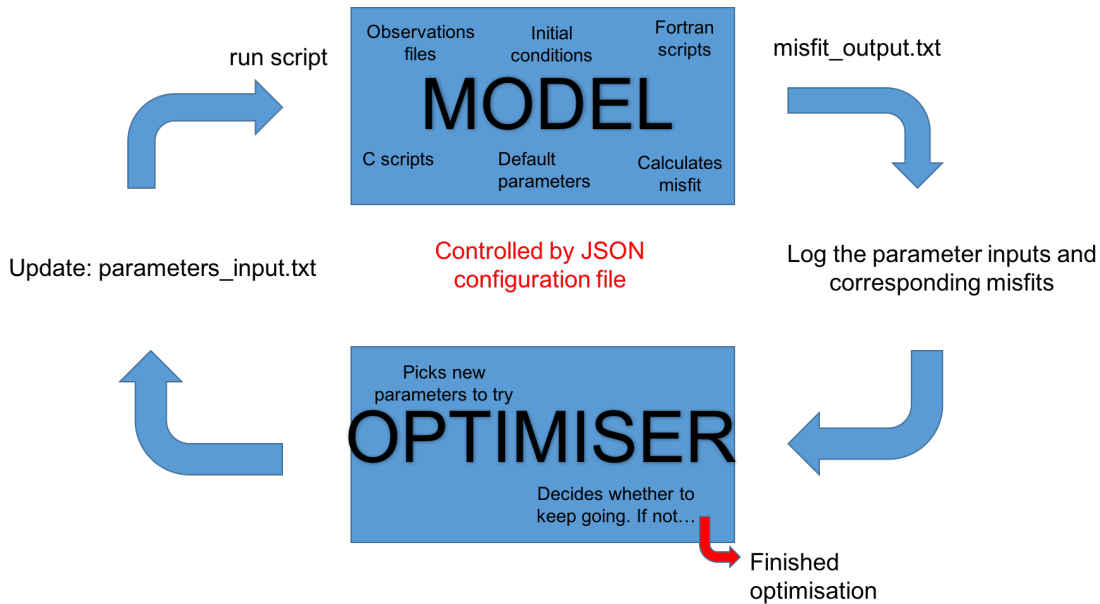 run script
Observations
files
Initial
conditions
Fortran
scripts
MODEL
C scripts
Default
parameters
Calculates
misfit
misfit_output.txt
Update: parameters_input.txt
Controlled by JSON
configuration file
Log the parameter inputs and
corresponding misfits
Picks new
parameters to try
OPTIMISER
Decides whether to
keep going. If not…
Finished
optimisation